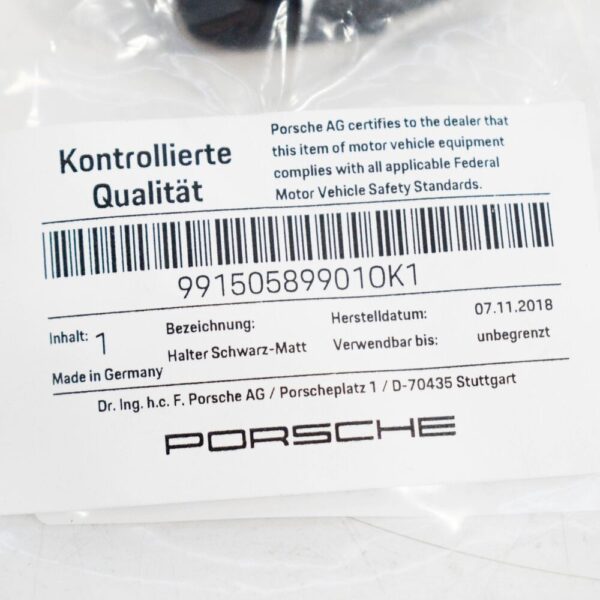 Kontrollierte
Qualität
Porsche AG certifies to the dealer that
this item of motor vehicle equipment
complies with all applicable Federal
Motor Vehicle Safety Standards.
991505899010K1
Inhalt: 1
Bezeichnung:
Halter Schwarz-Matt
Herstelldatum: 07.11.2018
Verwendbar bis: unbegrenzt
Made in Germany
Dr. Ing. h.c. F. Porsche AG / Porscheplatz 1 / D-70435 Stuttgart
PORSCHE